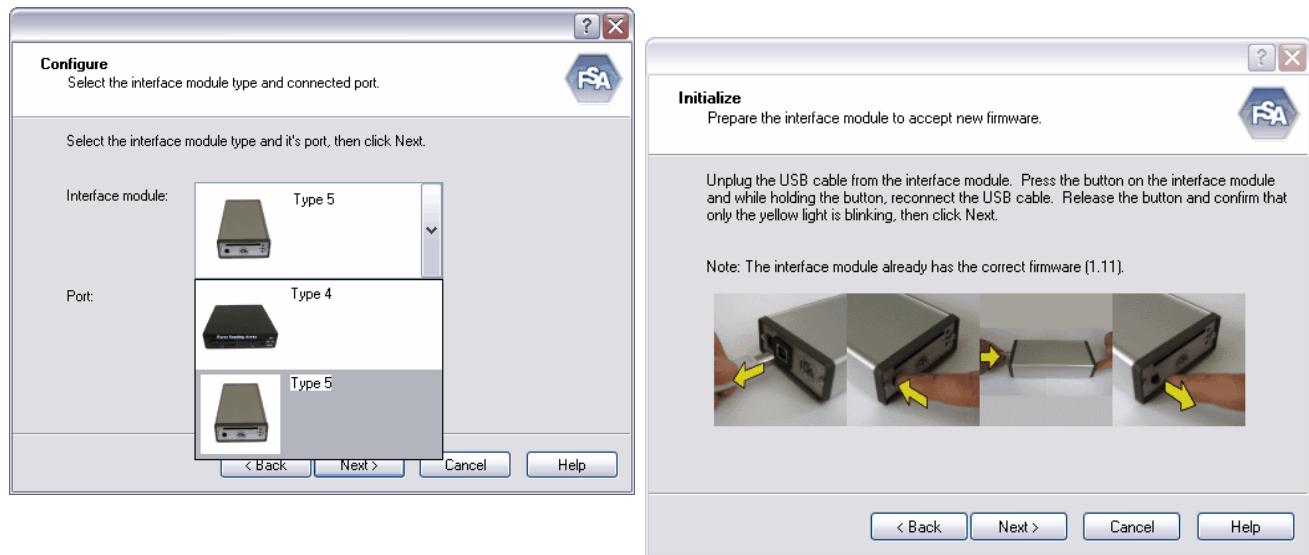 Configure
Select the interface module type and connected port.
FSA
Select the interface module type and it's port, then click Next.
Interface module:
Type 5
Port:
Type 4
Type 5
< Back
Next >
Cancel
Help
Initialize
Prepare the interface module to accept new firmware.
FSA
Unplug the USB cable from the interface module. Press the button on the interface module
and while holding the button, reconnect the USB cable. Release the button and confirm that
only the yellow light is blinking, then click Next.
Note: The interface module already has the correct firmware (1.11).
< Back
Next >
Cancel
Help